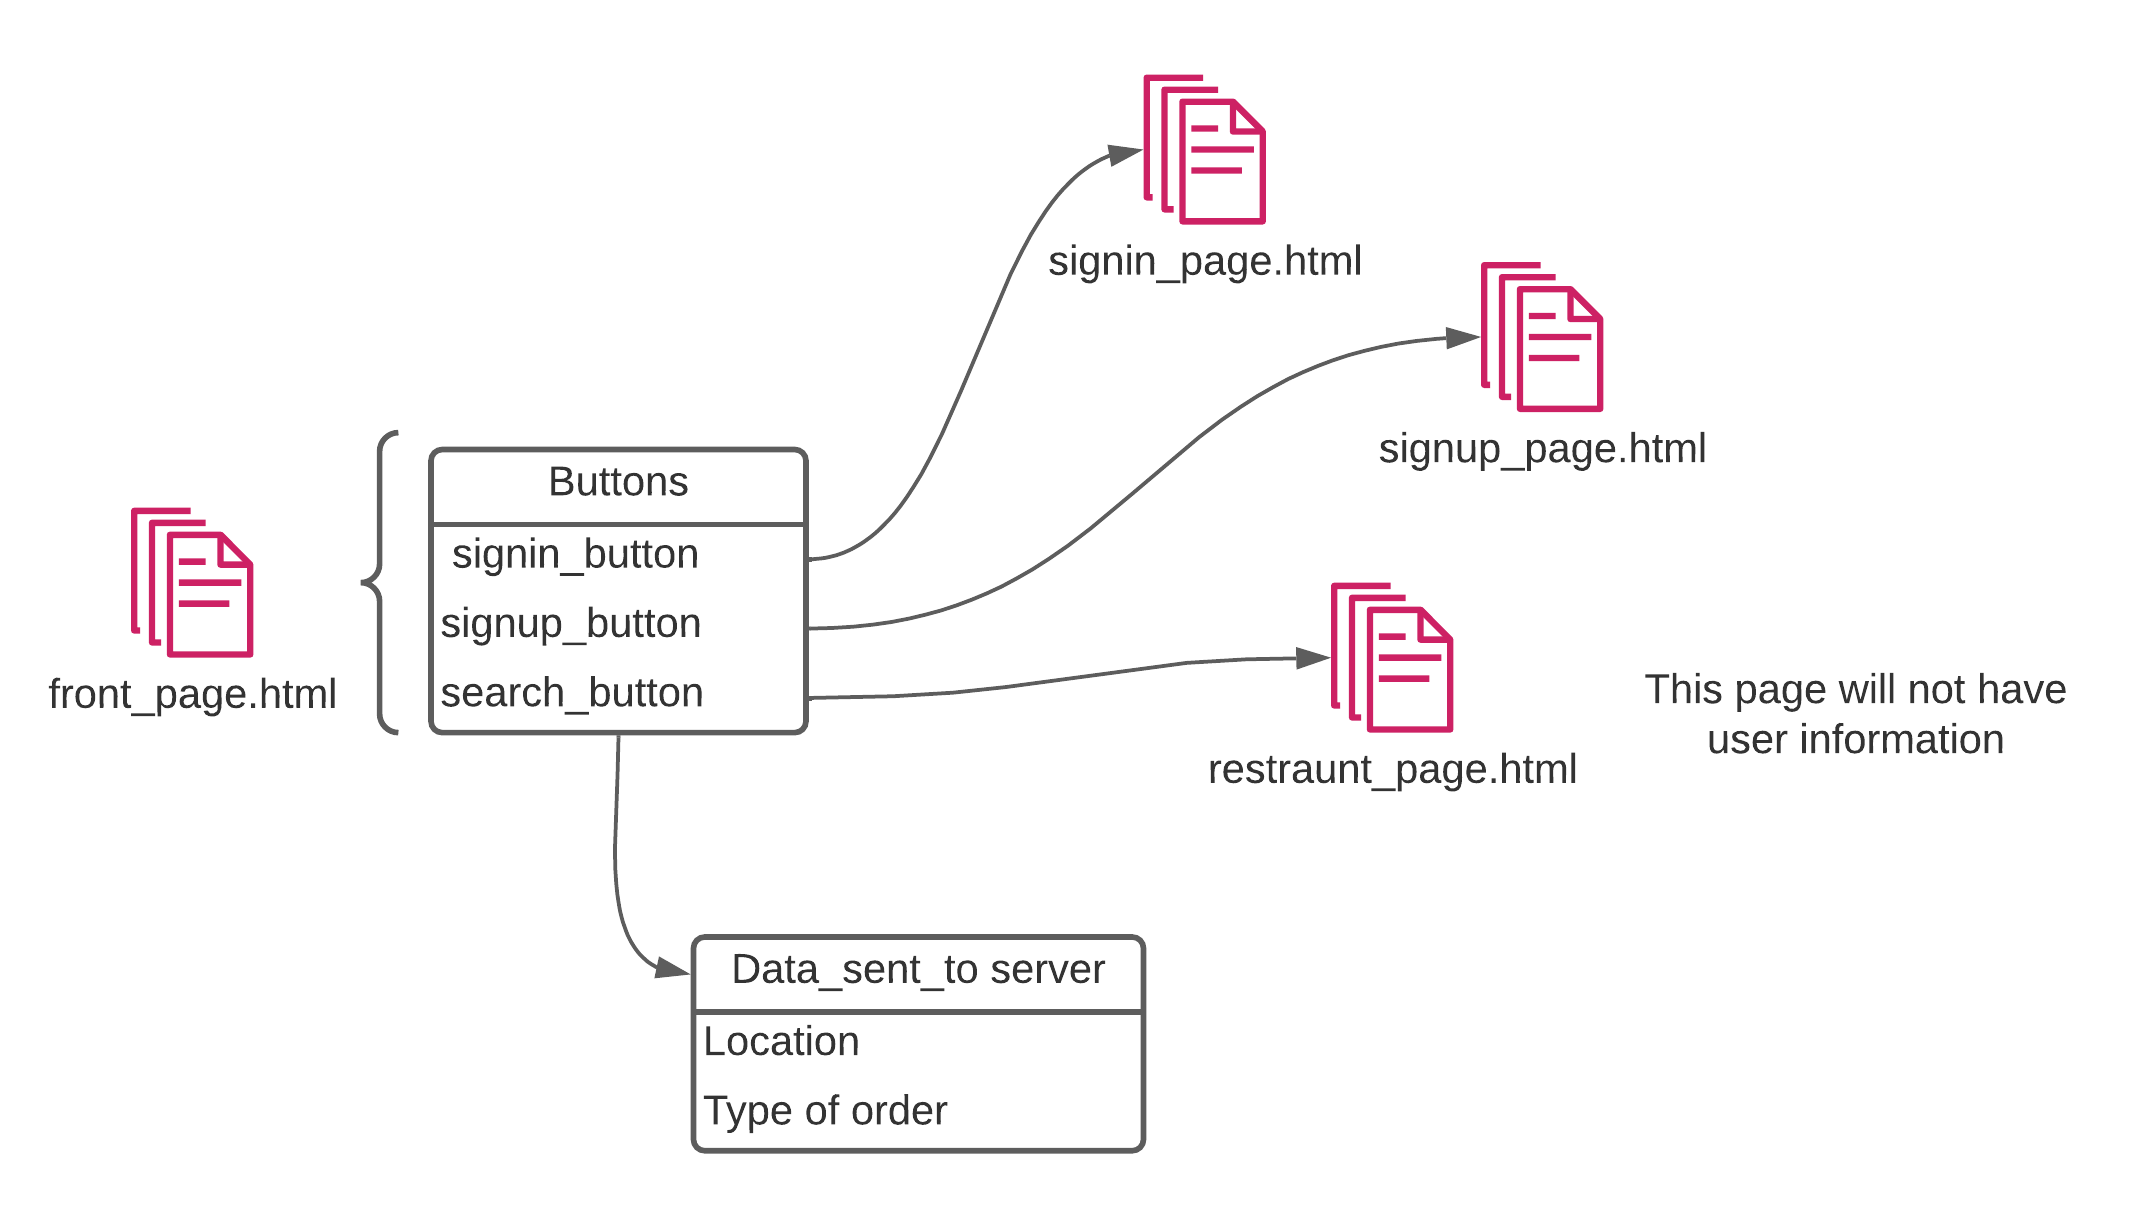 signin_page.html
signup_page.html
Buttons
signin_button
signup_button
search_button
front_page.html
restraunt_page.html
This page will not have
user information
Data_sent_to server
Location
Type of order